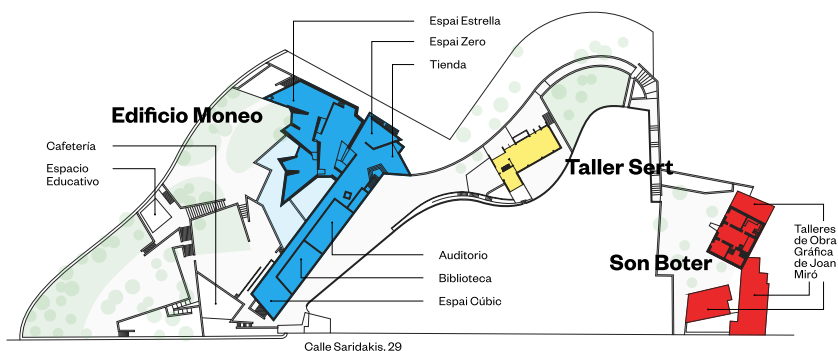 Espai Estrella
Espai Zero
Tienda
Edificio Moneo
Cafetería
Espacio
Educativo
Taller Sert
Talleres
de Obra
Gráfica
de Joan
Miró
Son Boter
Auditorio
Biblioteca
Espai Cúbic
Calle Saridakis, 29